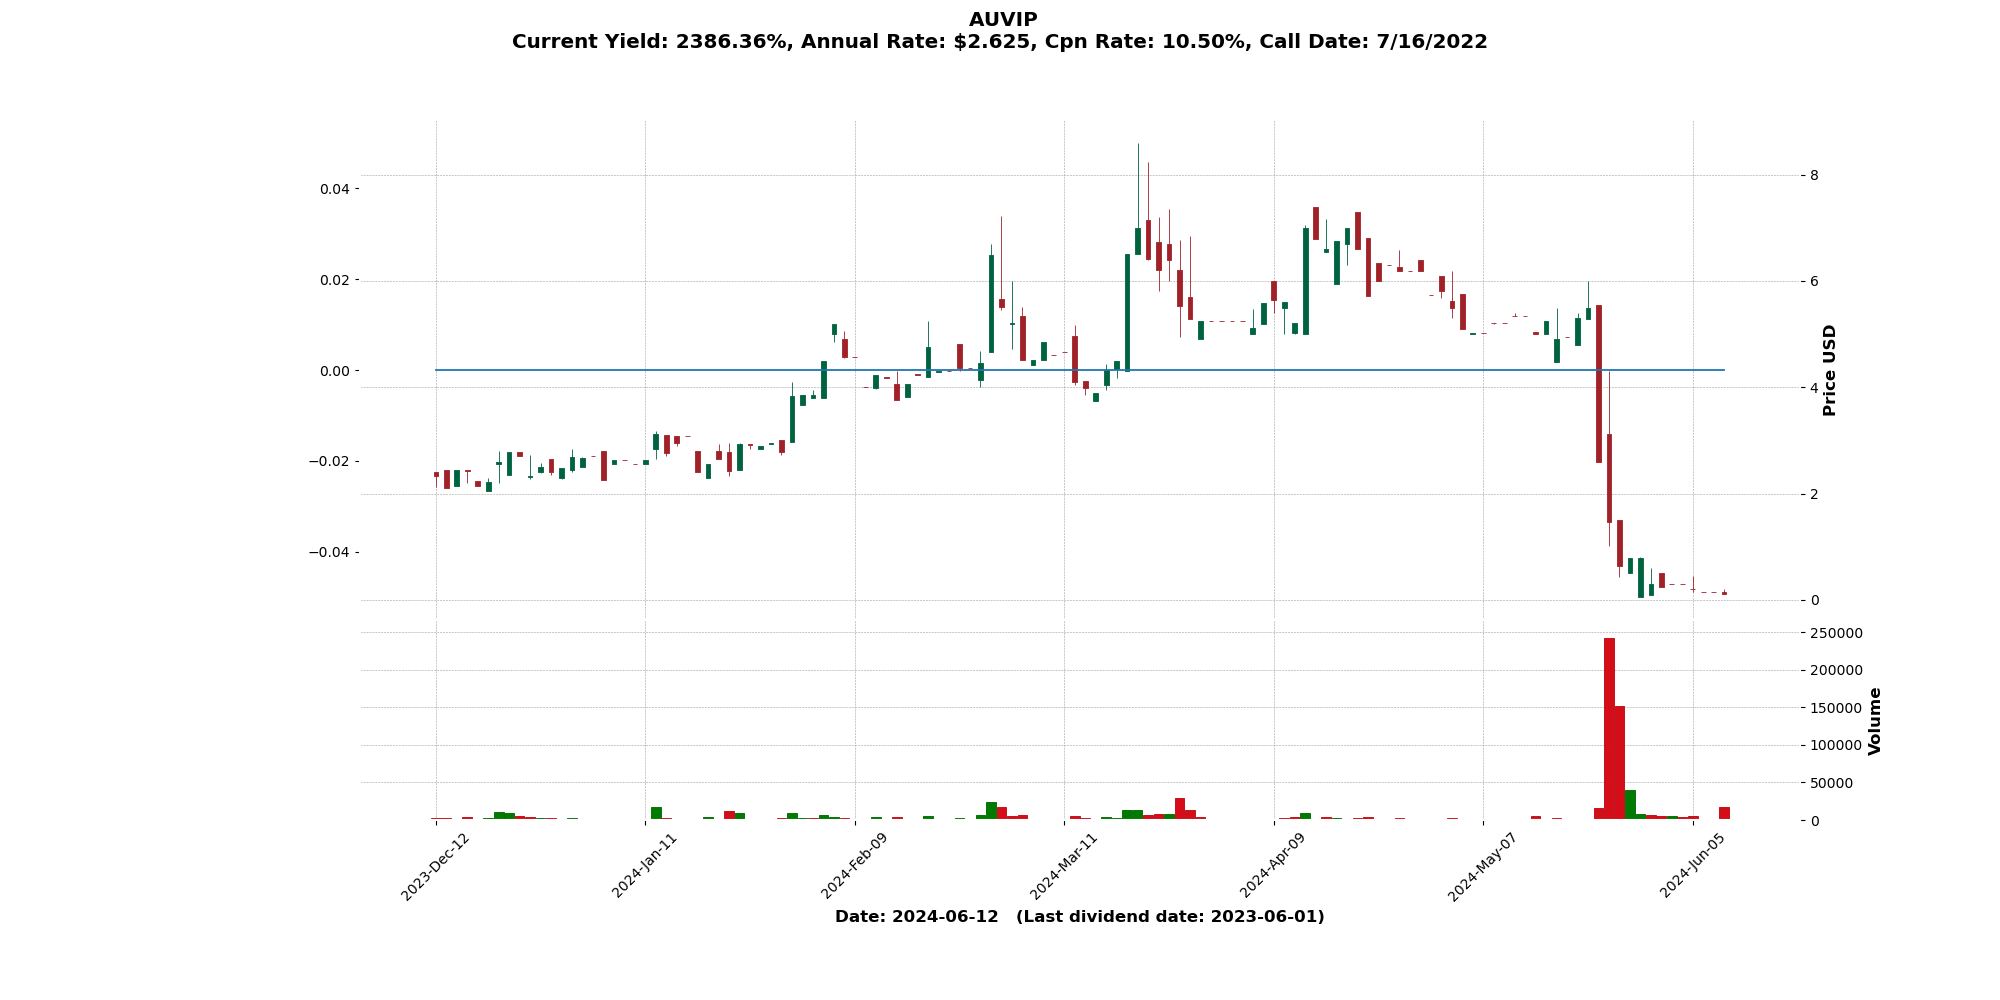 AUVIP
Current Yield: 2386.36%, Annual Rate: $2.625, Cpn Rate: 10.50%, Call Date: 7/16/2022
0.04
0.02
0.00
−0.02
−0.04
8
6
4
2
0
Price USD
250000
200000
150000
100000
50000
0
Volume
2023-Dec-12
2024-Jan-11
2024-Feb-09
2024-Mar-11
2024-Apr-09
2024-May-07
2024-Jun-05
Date: 2024-06-12   (Last dividend date: 2023-06-01)